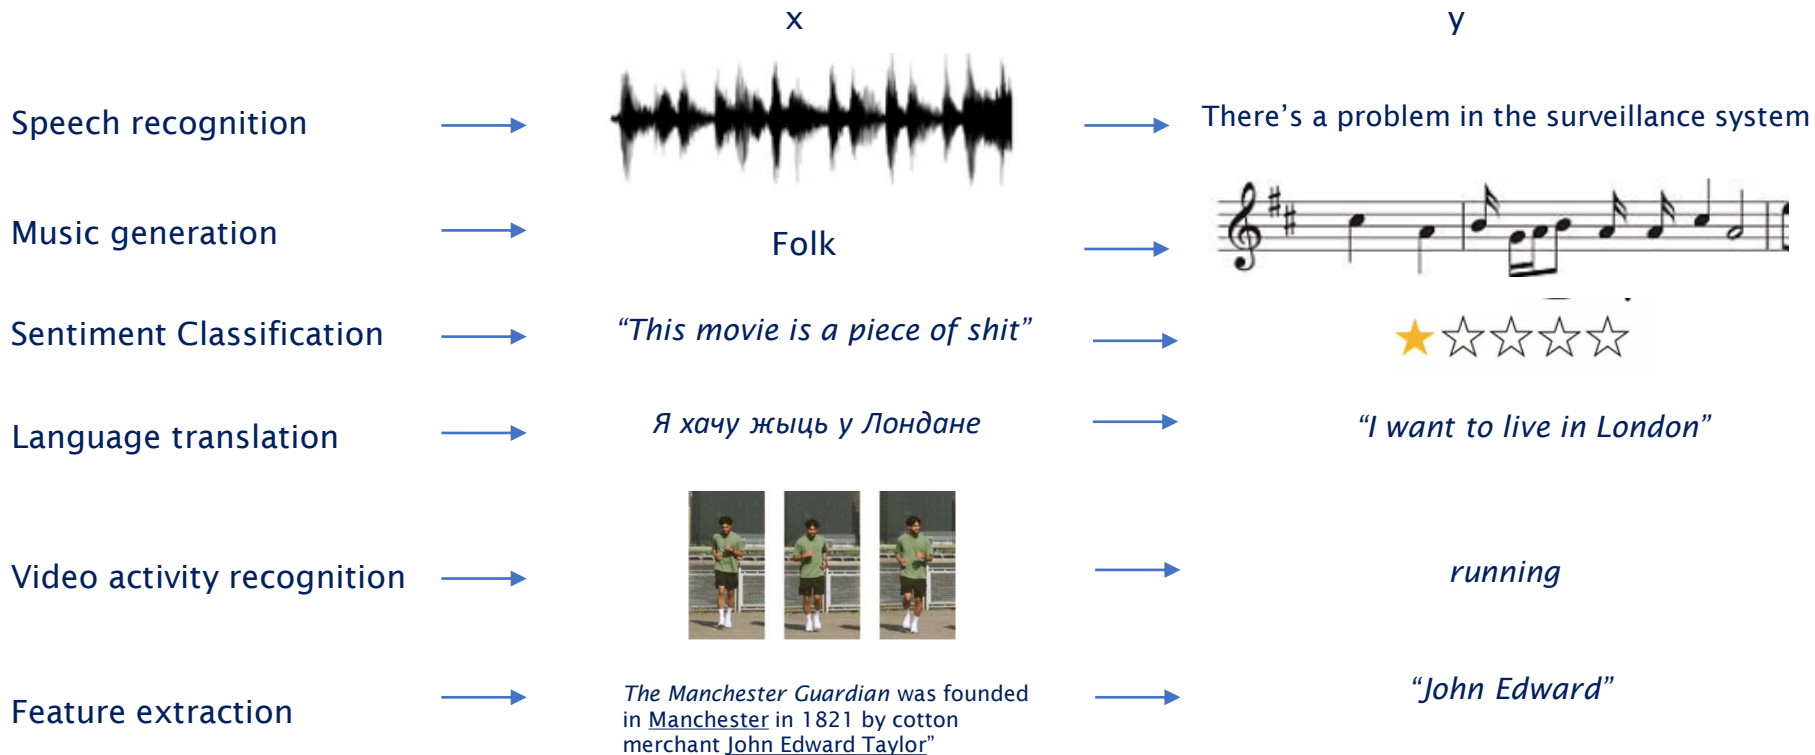 x y
Speech recognition There’s a problem in the surveillance system
Music generation Folk
Sentiment Classification “This movie is a piece of shit”
Language translation Я хачу жыць у Лондане “I want to live in London”
Video activity recognition running
Feature extraction The Manchester Guardian was founded “John Edward”
in Manchester in 1821 by cotton
merchant John Edward Taylor”